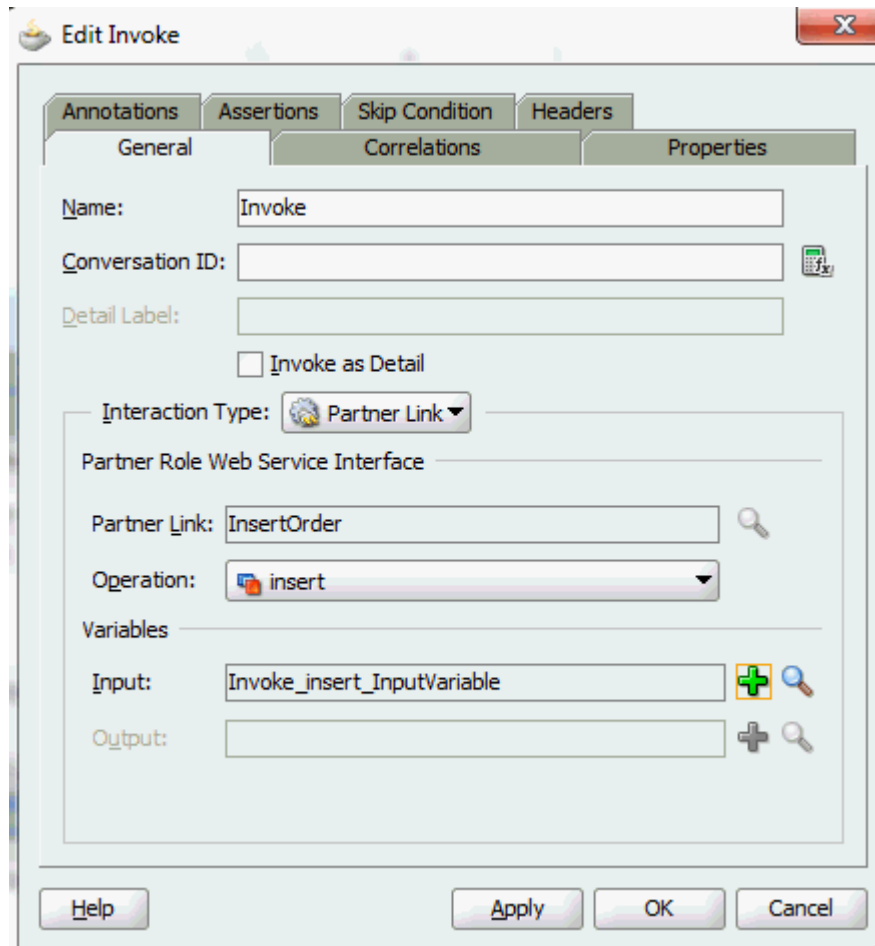 Edit Invoke
Annotations Assertions Skip Condition Headers
General Correlations Properties
Name: Invoke
Conversation ID:
Detail Label:
Invoke as Detail
Interaction Type: Partner Link
Partner Role Web Service Interface
Partner Link: InsertOrder
Operation: insert
Variables
Input: Invoke_insert_InputVariable
Output:
Help Apply OK Cancel